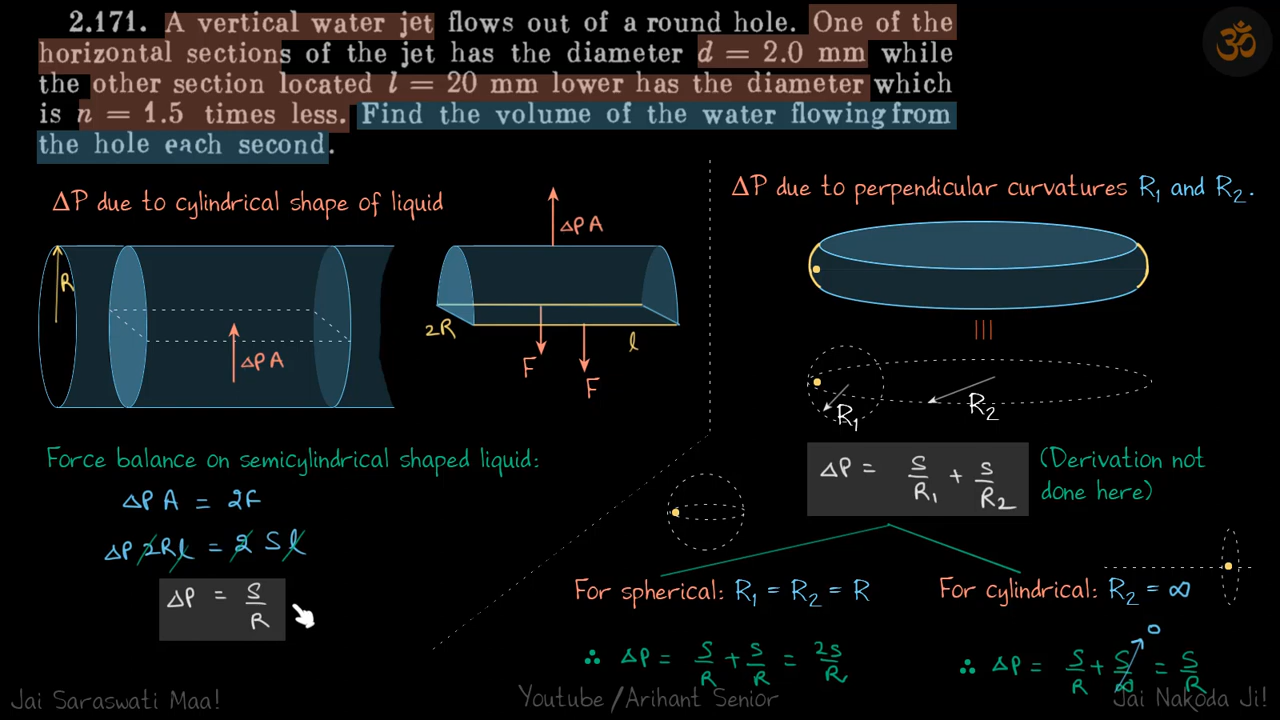 2.171. A vertical water jet flows out of a round hole. One of the
horizontal sections of the jet has the diameter d = 2.0 mm while
the other section located l = 20 mm lower has the diameter which
is n = 1.5 times less. Find the volume of the water flowing from
the hole each second.
ॐ
ΔP due to cylindrical shape of liquid
R
ΔPA
ΔPA
2R
l
F
F
Force balance on semicylindrical shaped liquid:
ΔPA = 2F
ΔP 2Rl = 2 S l
ΔP = S/R
ΔP due to perpendicular curvatures R₁ and R₂.
|||
R₁
R₂
ΔP = S/R₁ + S/R₂
(Derivation not
done here)
For spherical: R₁ = R₂ = R
∴ ΔP = S/R + S/R = 2S/R
For cylindrical: R₂ = ∞
0
∴ ΔP = S/R + S/∞ = S/R
Jai Saraswati Maa!
Youtube/Arihant Senior
Jai Nakoda Ji!